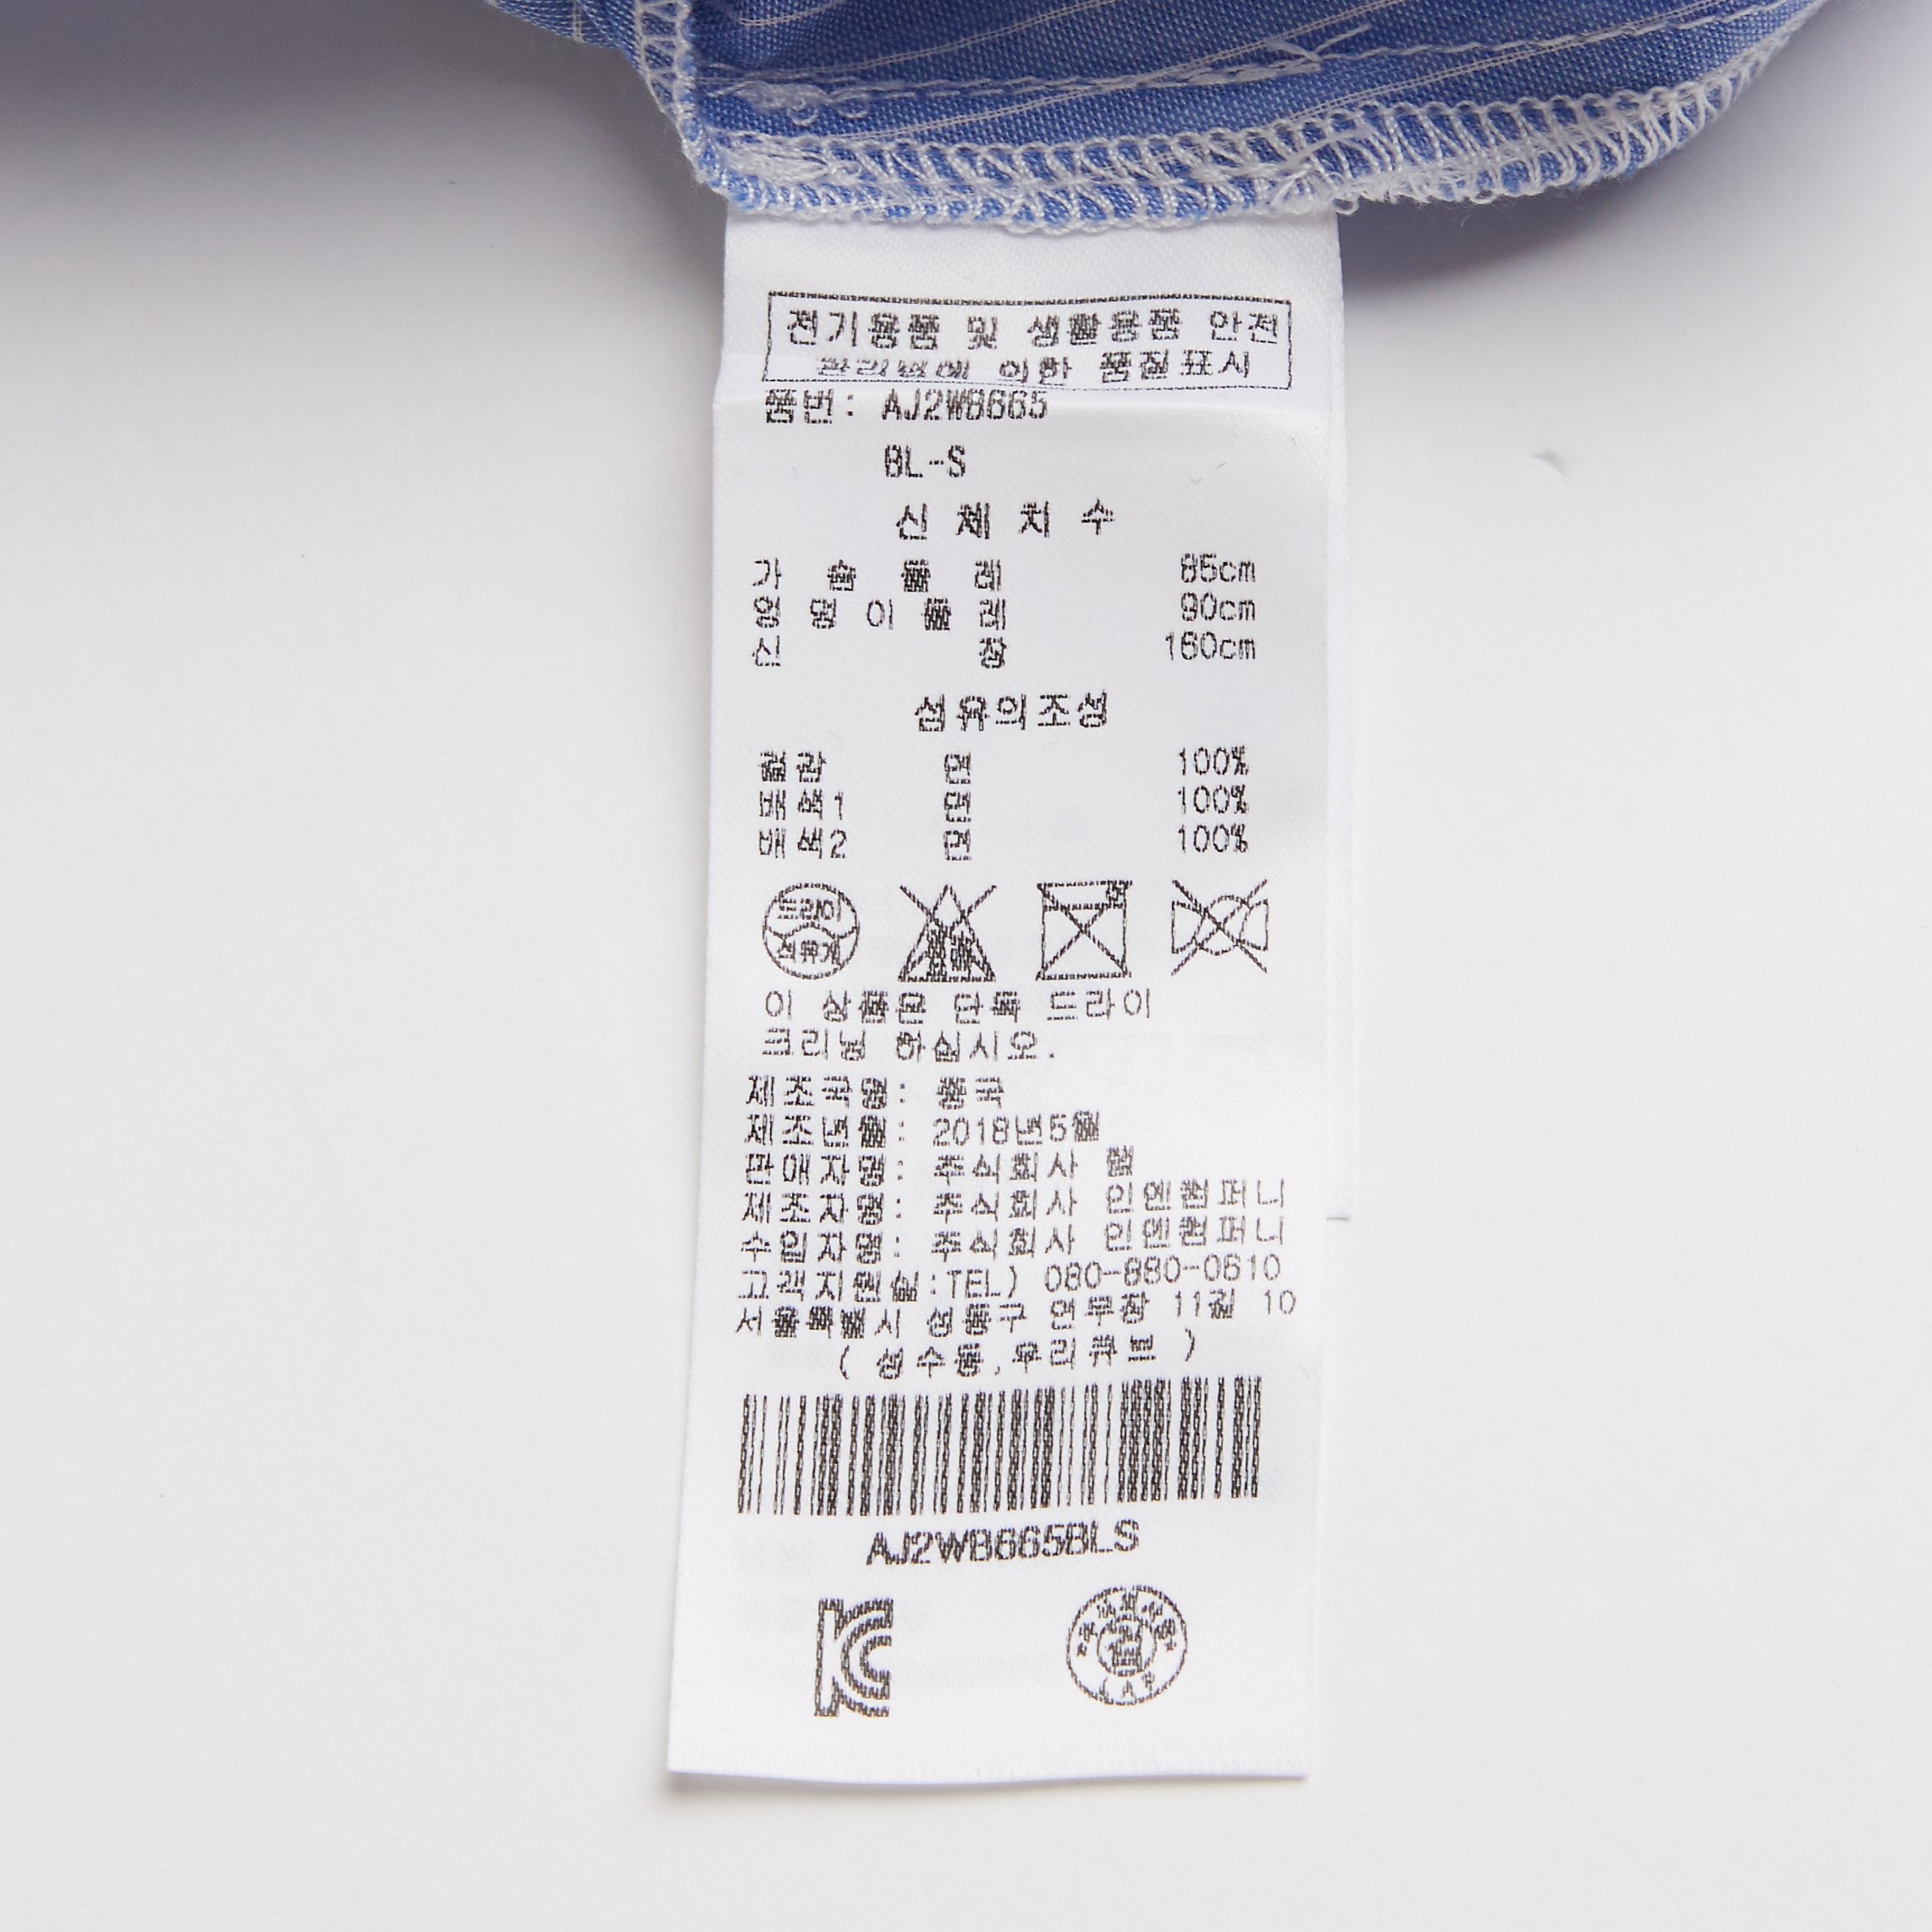 전기용품 및 생활용품 안전
관리법에 의한 품질표시
품번: AJ2WB665
BL-S
신 체 치 수
가 슴 둘 레 85cm
엉 덩 이 둘 레 90cm
신 장 160cm
섬유의조성
겉감 면 100%
배색1 면 100%
배색2 면 100%
드라이
석유계
이 상품은 단독 드라이
크리닝 하십시오.
제조국명: 중국
제조년월: 2018년5월
판매자명: 주식회사
제조자명: 주식회사 인엔컴퍼니
수입자명: 주식회사 인엔컴퍼니
고객지원실:TEL) 080-880-0610
서울특별시 성동구 연무장 11길 10
( 성수동,우리큐브 )
AJ2WB665BLS
KC